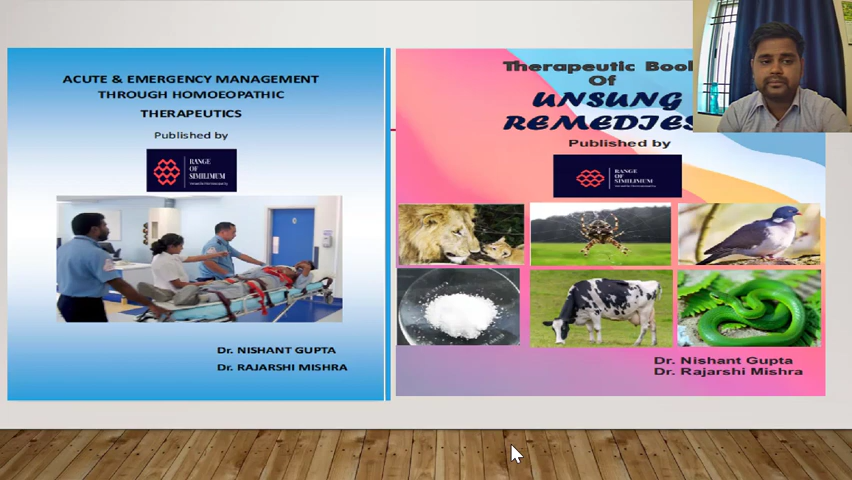 ACUTE & EMERGENCY MANAGEMENT
THROUGH HOMOEOPATHIC
THERAPEUTICS
Published by
RANGE
OF
SIMILIMUM
Dr. NISHANT GUPTA
Dr. RAJARSHI MISHRA
Therapeutic Book
Of
UNSUNG
REMEDIES
Published by
RANGE
OF
SIMILIMUM
Dr. Nishant Gupta
Dr. Rajarshi Mishra